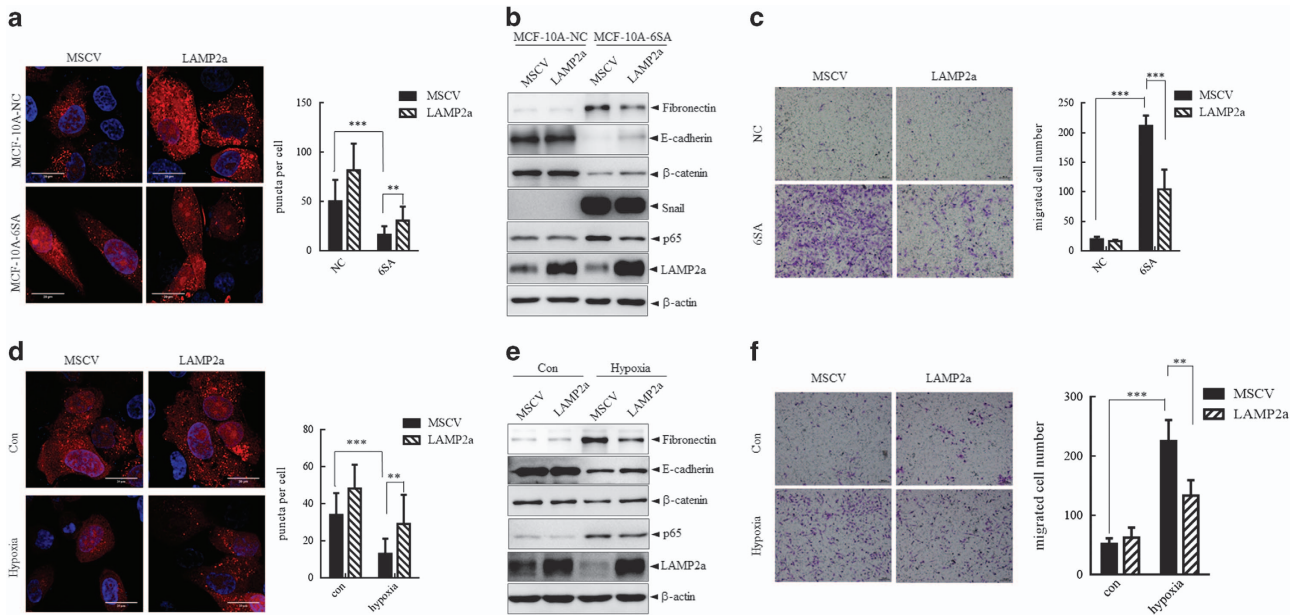 a
MSCV
LAMP2a
MCF-10A-NC
MCF-10A-6SA
puncta per cell
150
100
50
0
***
**
NC
6SA
MSCV
LAMP2a
b
MCF-10A-NC
MCF-10A-6SA
MSCV
LAMP2a
MSCV
LAMP2a
Fibronectin
E-cadherin
β-catenin
Snail
p65
LAMP2a
β-actin
c
MSCV
LAMP2a
NC
6SA
migrated cell number
250
200
150
100
50
0
***
***
NC
6SA
MSCV
LAMP2a
d
MSCV
LAMP2a
Con
Hypoxia
puncta per cell
80
60
40
20
0
***
**
con
hypoxia
MSCV
LAMP2a
e
Con
Hypoxia
MSCV
LAMP2a
MSCV
LAMP2a
Fibronectin
E-cadherin
β-catenin
p65
LAMP2a
β-actin
f
MSCV
LAMP2a
Con
Hypoxia
migrated cell number
300
200
100
0
***
**
con
hypoxia
MSCV
LAMP2a